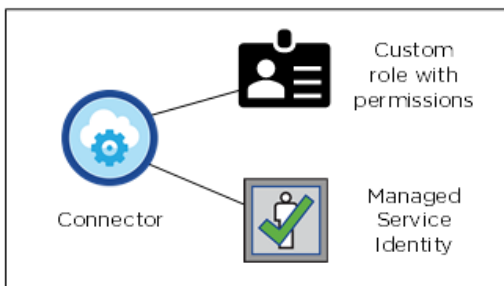 Custom
role with
permissions
Connector
Managed
Service
Identity